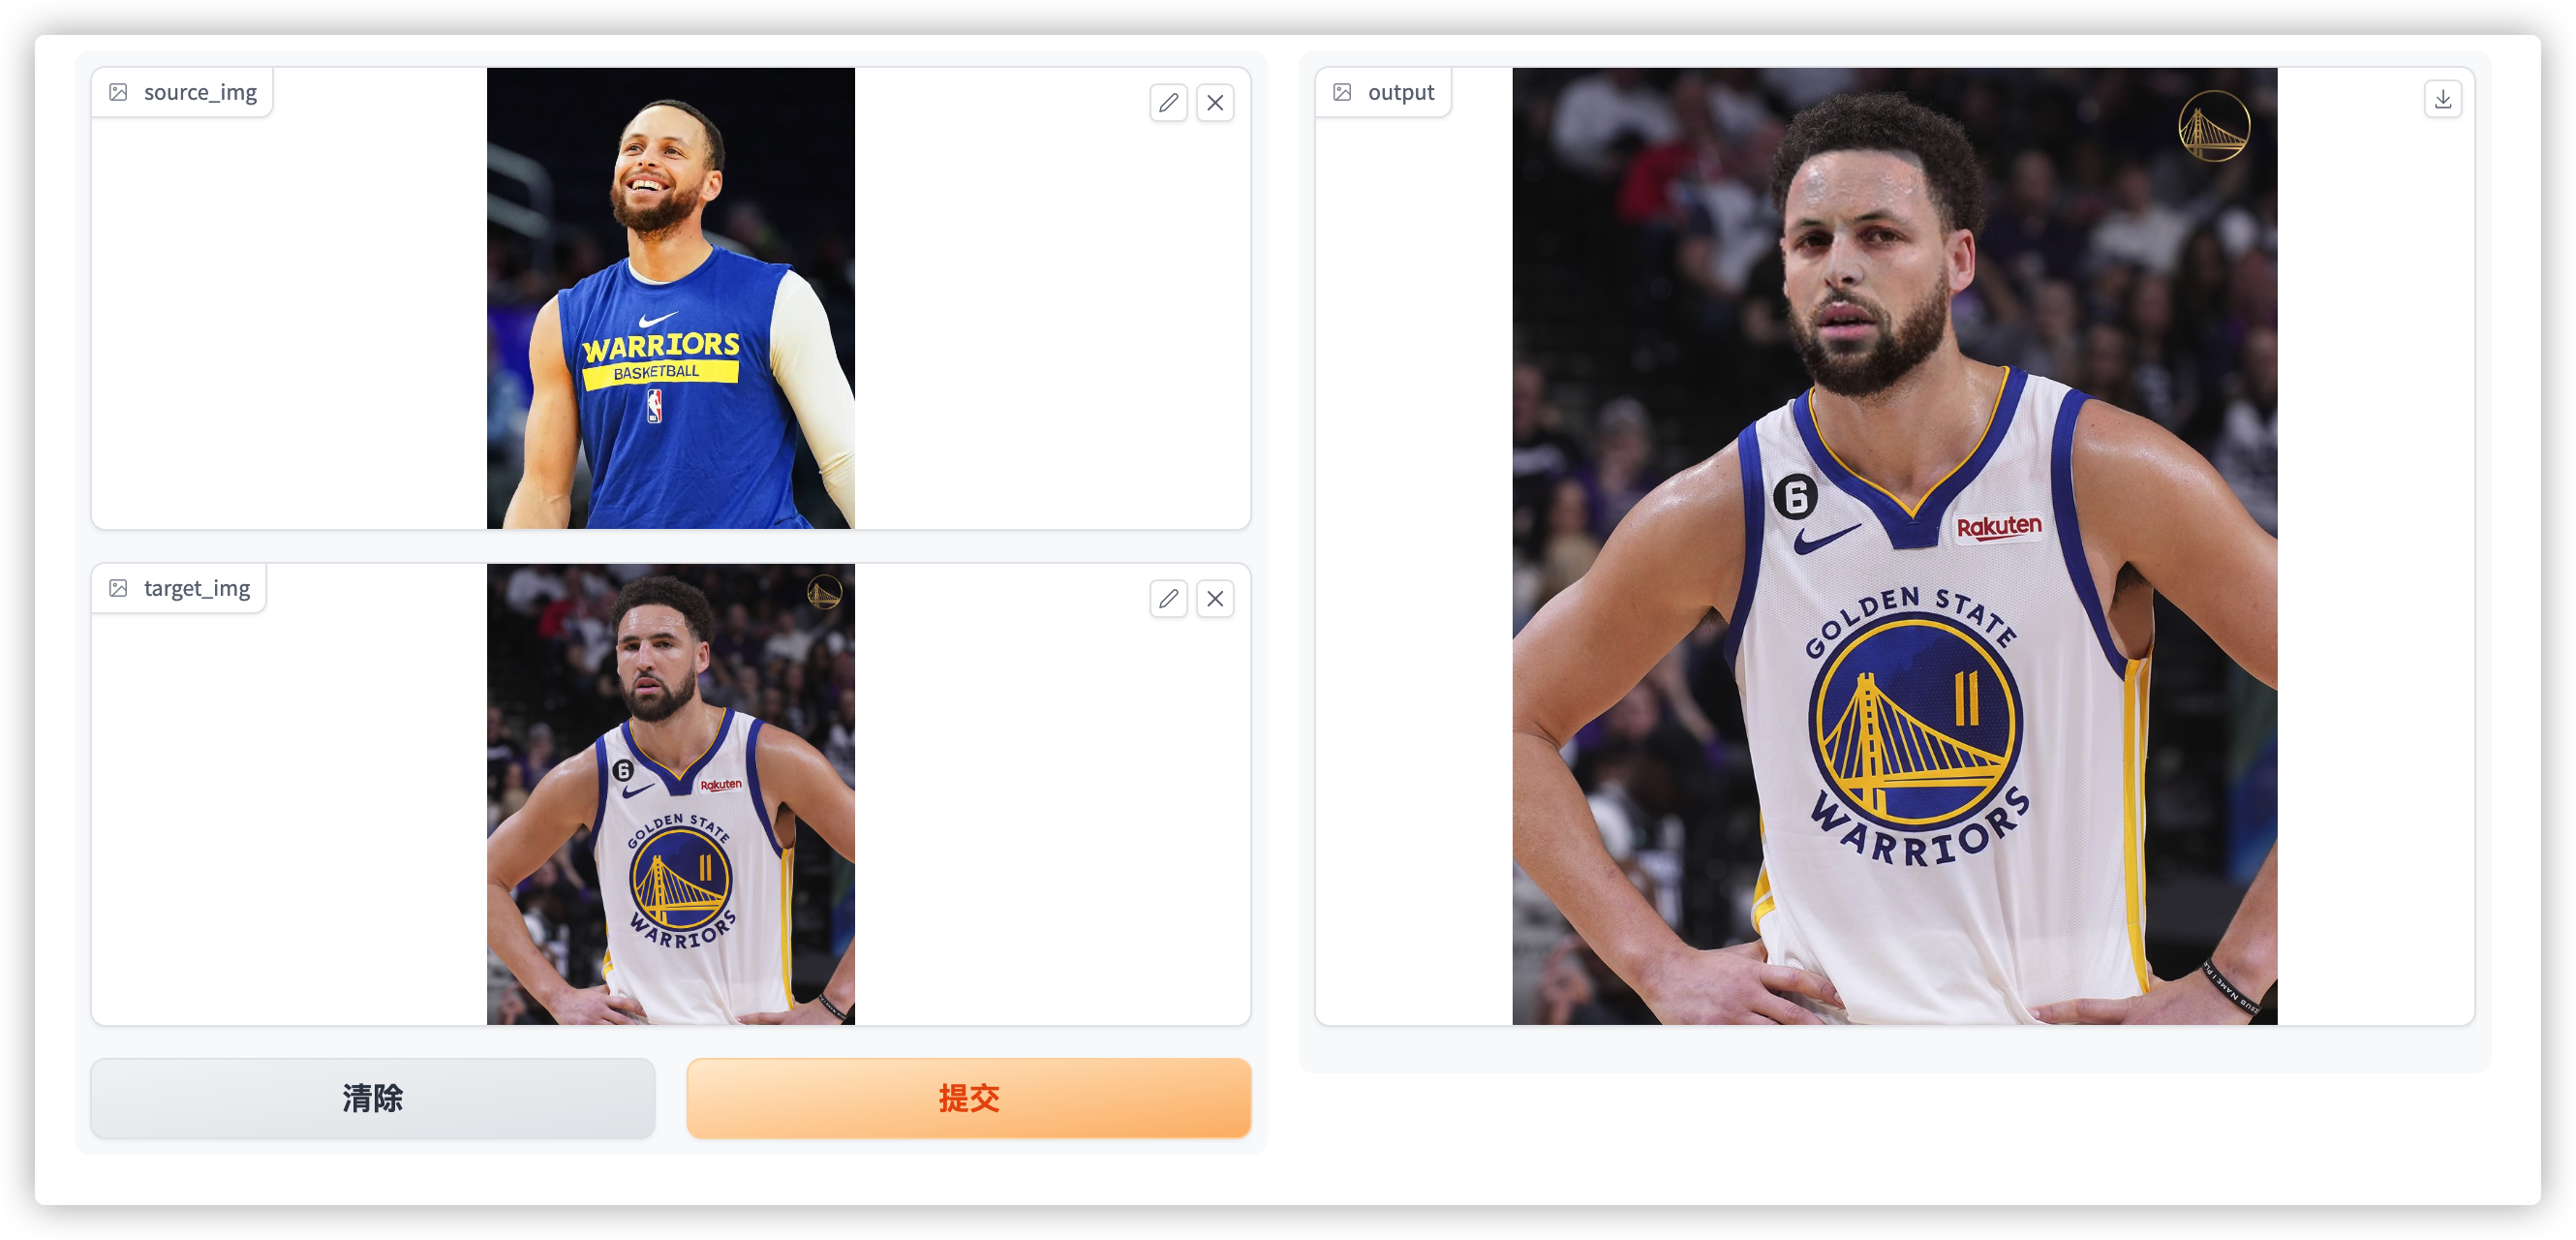 source_img
WARRIORS
BASKETBALL
target_img
6
Rakuten
GOLDEN STATE
11
WARRIORS
清除
提交
output
6
Rakuten
GOLDEN STATE
11
WARRIORS